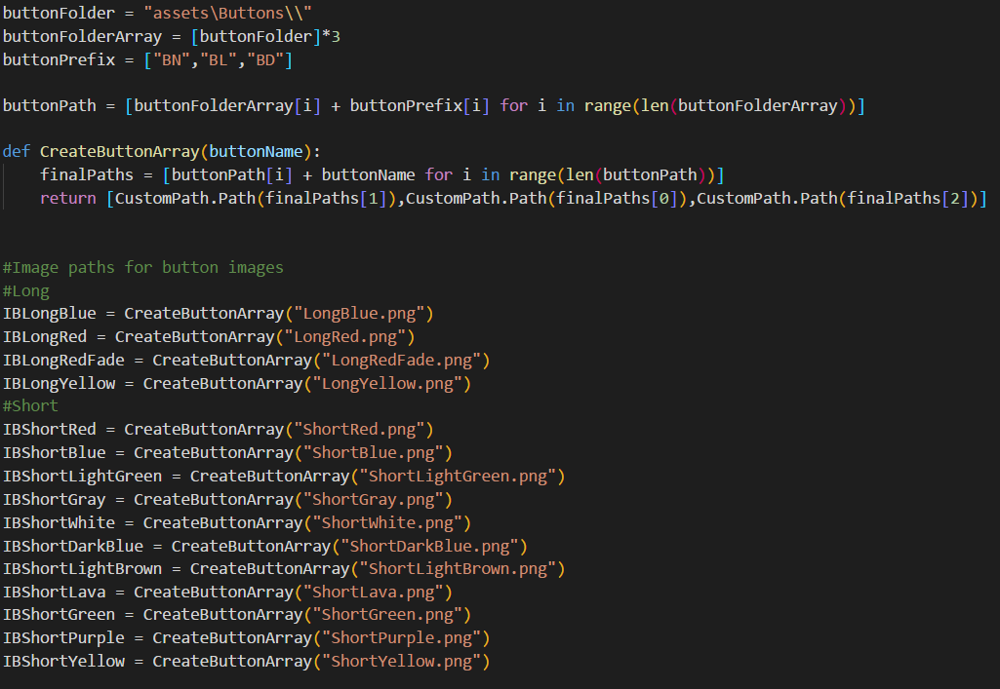 buttonFolder = "assets\Buttons\\"
buttonFolderArray = [buttonFolder]*3
buttonPrefix = ["BN","BL","BD"]
buttonPath = [buttonFolderArray[i] + buttonPrefix[i] for i in range(len(buttonFolderArray))]
def CreateButtonArray(buttonName):
    finalPaths = [buttonPath[i] + buttonName for i in range(len(buttonPath))]
    return [CustomPath.Path(finalPaths[1]),CustomPath.Path(finalPaths[0]),CustomPath.Path(finalPaths[2])]
#Image paths for button images
#Long
IBLongBlue = CreateButtonArray("LongBlue.png")
IBLongRed = CreateButtonArray("LongRed.png")
IBLongRedFade = CreateButtonArray("LongRedFade.png")
IBLongYellow = CreateButtonArray("LongYellow.png")
#Short
IBShortRed = CreateButtonArray("ShortRed.png")
IBShortBlue = CreateButtonArray("ShortBlue.png")
IBShortLightGreen = CreateButtonArray("ShortLightGreen.png")
IBShortGray = CreateButtonArray("ShortGray.png")
IBShortWhite = CreateButtonArray("ShortWhite.png")
IBShortDarkBlue = CreateButtonArray("ShortDarkBlue.png")
IBShortLightBrown = CreateButtonArray("ShortLightBrown.png")
IBShortLava = CreateButtonArray("ShortLava.png")
IBShortGreen = CreateButtonArray("ShortGreen.png")
IBShortPurple = CreateButtonArray("ShortPurple.png")
IBShortYellow = CreateButtonArray("ShortYellow.png")